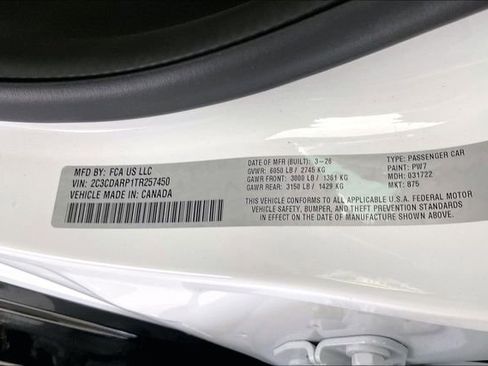 MFD BY: FCA US LLC
VIN: 2C3CDARP1TR257450
VEHICLE MADE IN: CANADA
DATE OF MFR (BUILT): 3-26
GVWR: 6050 LB / 2745 KG
GAWR FRONT: 3000 LB / 1361 KG
GAWR REAR: 3150 LB / 1429 KG
TYPE: PASSENGER CAR
PAINT: PW7
MDH: 031722
MKT: 875
THIS VEHICLE CONFORMS TO ALL APPLICABLE U.S.A. FEDERAL MOTOR
VEHICLE SAFETY, BUMPER, AND THEFT PREVENTION STANDARDS
IN EFFECT ON THE DATE OF MANUFACTURE SHOWN ABOVE.